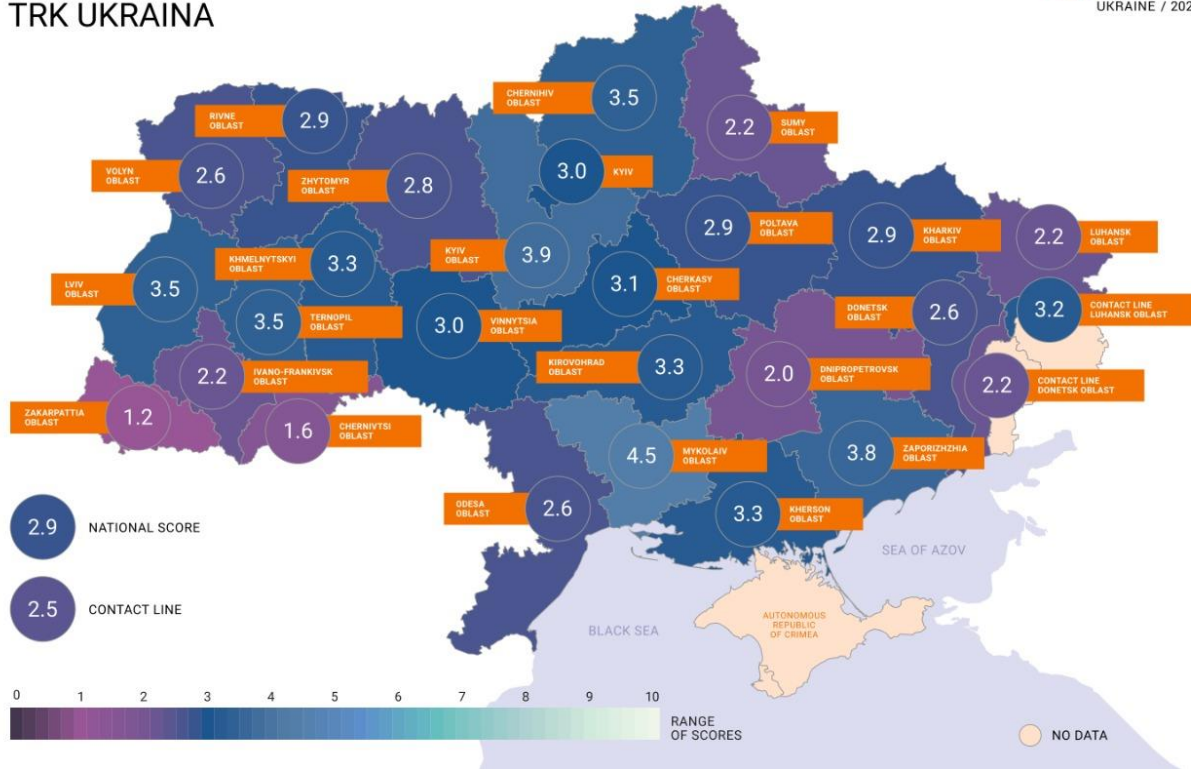 TRK UKRAINA
UKRAINE / 202
CHERNIHIV
OBLAST
3.5
RIVNE
OBLAST
2.9
2.2
SUMY
OBLAST
VOLYN
OBLAST
2.6
ZHYTOMYR
OBLAST
2.8
3.0
KYIV
2.9
POLTAVA
OBLAST
2.9
KHARKIV
OBLAST
2.2
LUHANSK
OBLAST
KHMELNYTSKYI
OBLAST
3.3
KYIV
OBLAST
3.9
LVIV
OBLAST
3.5
3.1
CHERKASY
OBLAST
3.5
TERNOPIL
OBLAST
3.0
VINNYTSIA
OBLAST
DONETSK
OBLAST
2.6
3.2
CONTACT LINE
LUHANSK OBLAST
2.2
IVANO-FRANKIVSK
OBLAST
KIROVOHRAD
OBLAST
3.3
2.0
DNIPROPETROVSK
OBLAST
2.2
CONTACT LINE
DONETSK OBLAST
ZAKARPATTIA
OBLAST
1.2
1.6
CHERNIVTSI
OBLAST
4.5
MYKOLAIV
OBLAST
3.8
ZAPORIZHZHIA
OBLAST
ODESA
OBLAST
2.6
3.3
KHERSON
OBLAST
2.9
NATIONAL SCORE
SEA OF AZOV
2.5
CONTACT LINE
BLACK SEA
AUTONOMOUS
REPUBLIC
OF CRIMEA
0 1 2 3 4 5 6 7 8 9 10
RANGE
OF SCORES
NO DATA